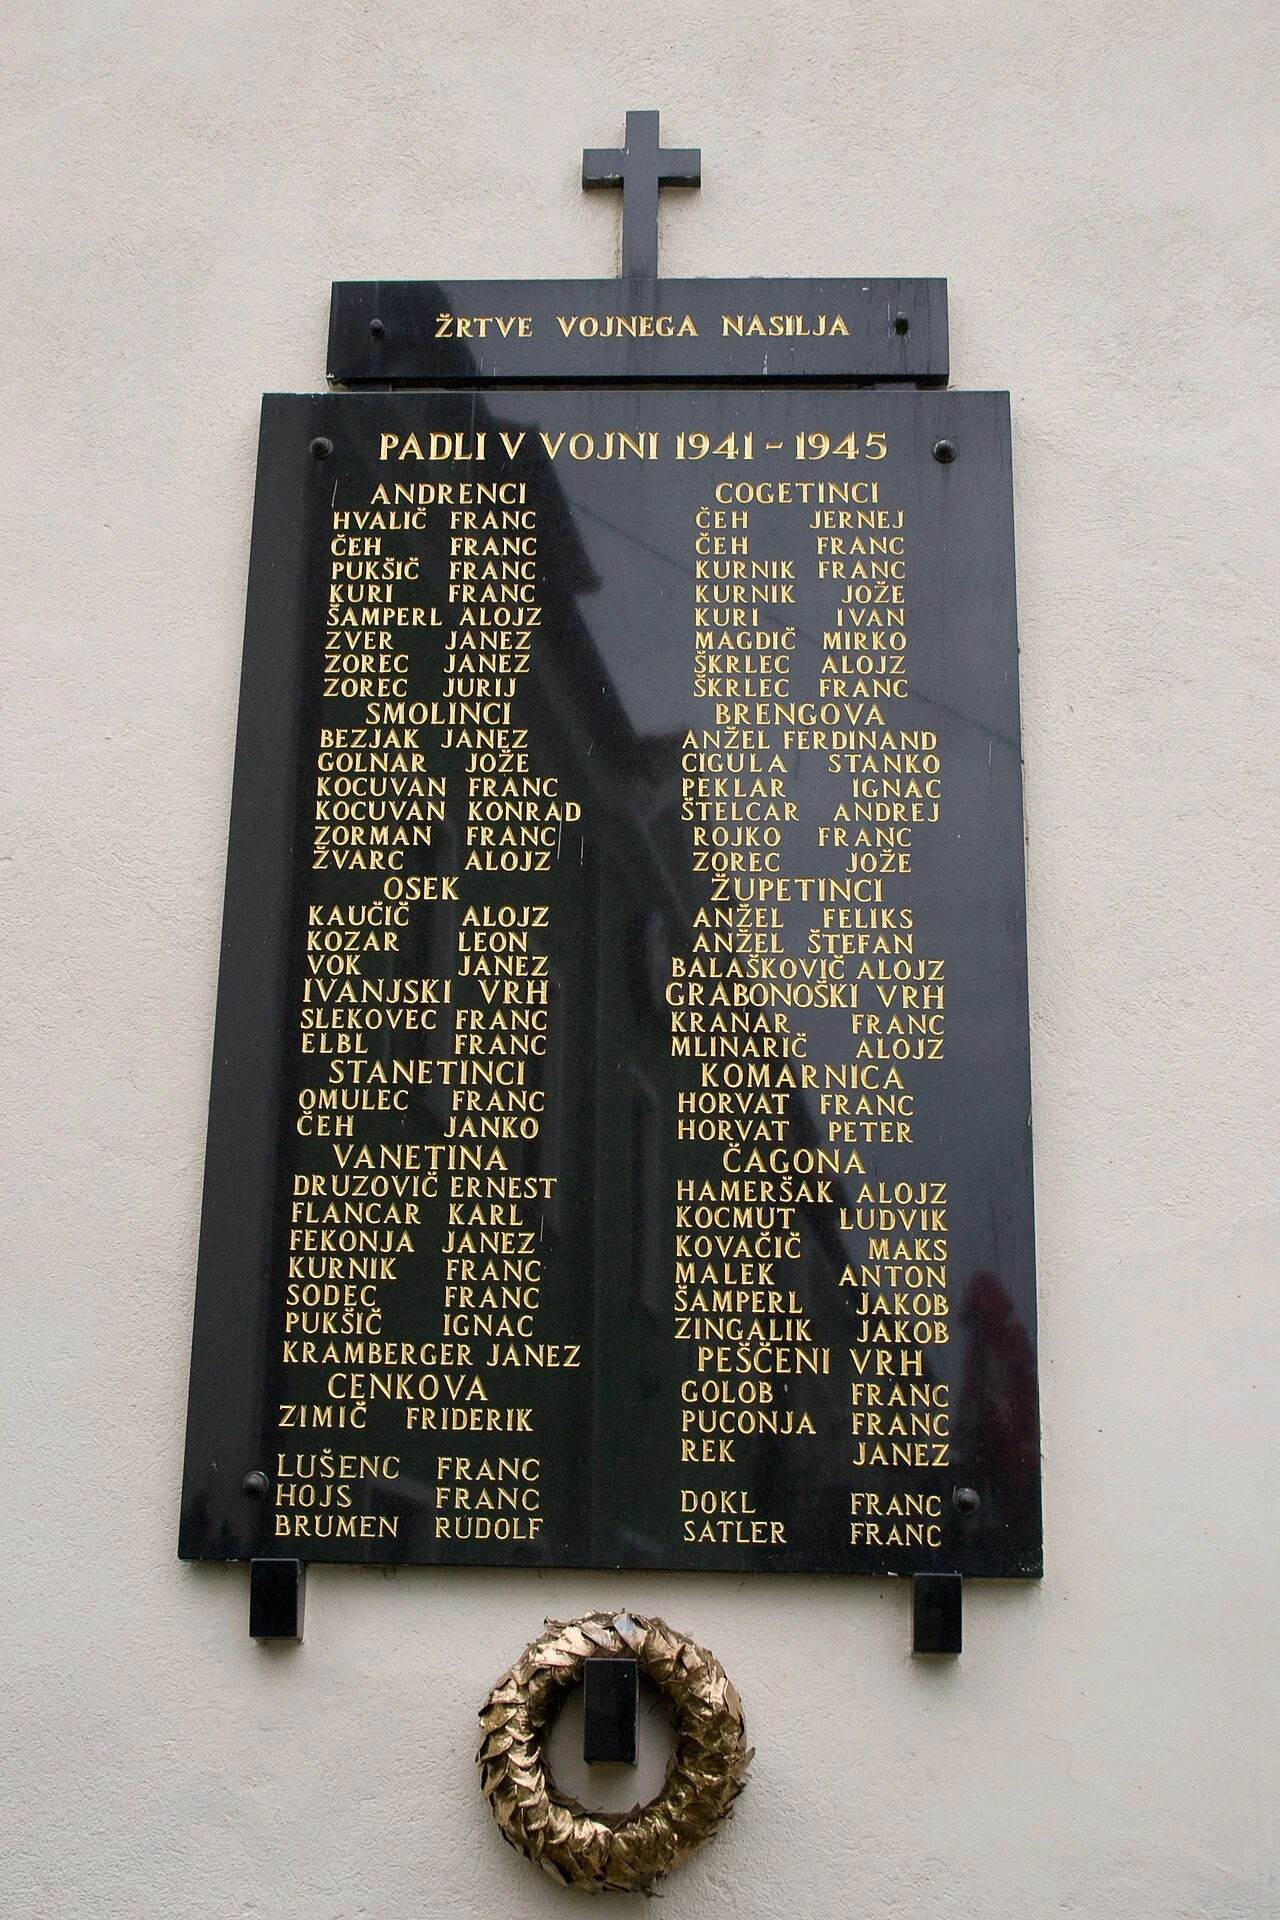 ŽRTVE VOJNEGA NASILJA
PADLI V VOJNI 1941 - 1945
ANDRENCI
HVALIČ FRANC
ČEH FRANC
PUKŠIČ FRANC
KURI FRANC
ŠAMPERL ALOJZ
ZVER JANEZ
ZOREC JANEZ
ZOREC JURIJ
SMOLINCI
BEZJAK JANEZ
GOLNAR JOŽE
KOCUVAN FRANC
KOCUVAN KONRAD
ZORMAN FRANC
ŽVARC ALOJZ
OSEK
KAUČIČ ALOJZ
KOZAR LEON
VOK JANEZ
IVANJSKI VRH
SLEKOVEC FRANC
ELBL FRANC
STANETINCI
OMULEC FRANC
ČEH JANKO
VANETINA
DRUZOVIČ ERNEST
FLANCAR KARL
FEKONJA JANEZ
KURNIK FRANC
SODEC FRANC
PUKŠIČ IGNAC
KRAMBERGER JANEZ
CENKOVA
ZIMIČ FRIDERIK
LUŠENC FRANC
HOJS FRANC
BRUMEN RUDOLF
COGETINCI
ČEH JERNEJ
ČEH FRANC
KURNIK FRANC
KURNIK JOŽE
KURI IVAN
MAGDIČ MIRKO
ŠKRLEC ALOJZ
ŠKRLEC FRANC
BRENGOVA
ANŽEL FERDINAND
CIGULA STANKO
PEKLAR IGNAC
ŠTELCAR ANDREJ
ROJKO FRANC
ZOREC JOŽE
ŽUPETINCI
ANŽEL FELIKS
ANŽEL ŠTEFAN
BALAŠKOVIČ ALOJZ
GRABONOŠKI VRH
KRANAR FRANC
MLINARIČ ALOJZ
KOMARNICA
HORVAT FRANC
HORVAT PETER
ČAGONA
HAMERŠAK ALOJZ
KOCMUT LUDVIK
KOVAČIČ MAKS
MALEK ANTON
ŠAMPERL JAKOB
ZINGALIK JAKOB
PEŠČENI VRH
GOLOB FRANC
PUCONJA FRANC
REK JANEZ
DOKL FRANC
SATLER FRANC